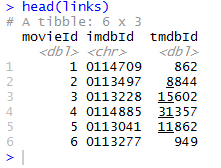 > head(links)
# A tibble: 6 x 3
movieId imdbId tmdbId
<dbl> <chr> <dbl>
1 1 0114709 862
2 2 0113497 8844
3 3 0113228 15602
4 4 0114885 31357
5 5 0113041 11862
6 6 0113277 949
>